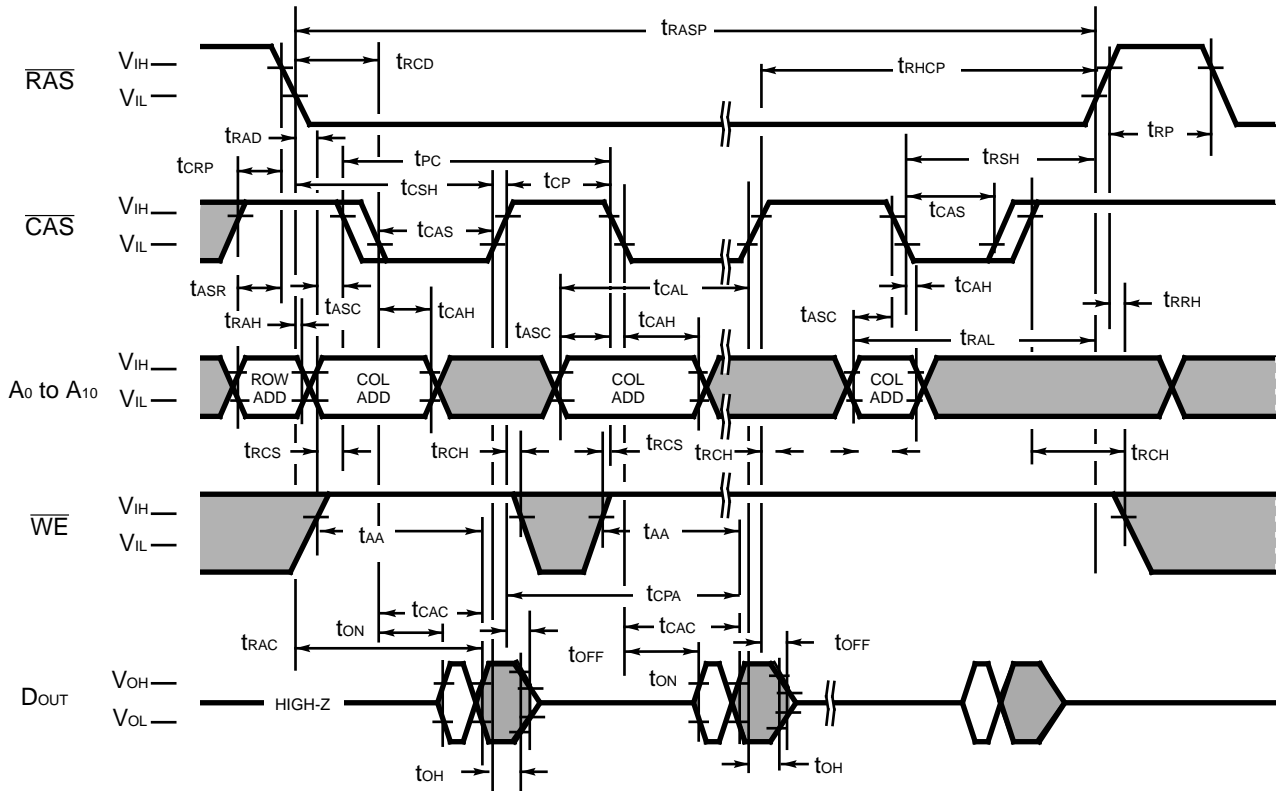 tRASP
RAS
VIH
VIL
tRCD
tRHCP
tRAD
tRP
tCRP
tPC
tRSH
tCSH
tCP
CAS
VIH
VIL
tCAS
tCAS
tASR
tASC
tCAH
tCAL
tCAH
tRRH
tRAH
tASC
tCAH
tASC
tRAL
A0 to A10
VIH
VIL
ROW ADD
COL ADD
COL ADD
COL ADD
tRCS
tRCH
tRCS
tRCH
tRCH
WE
VIH
VIL
tAA
tAA
tCPA
tCAC
tCAC
tON
tRAC
tOFF
tOFF
tON
DOUT
VOH
VOL
HIGH-Z
tOH
tOH